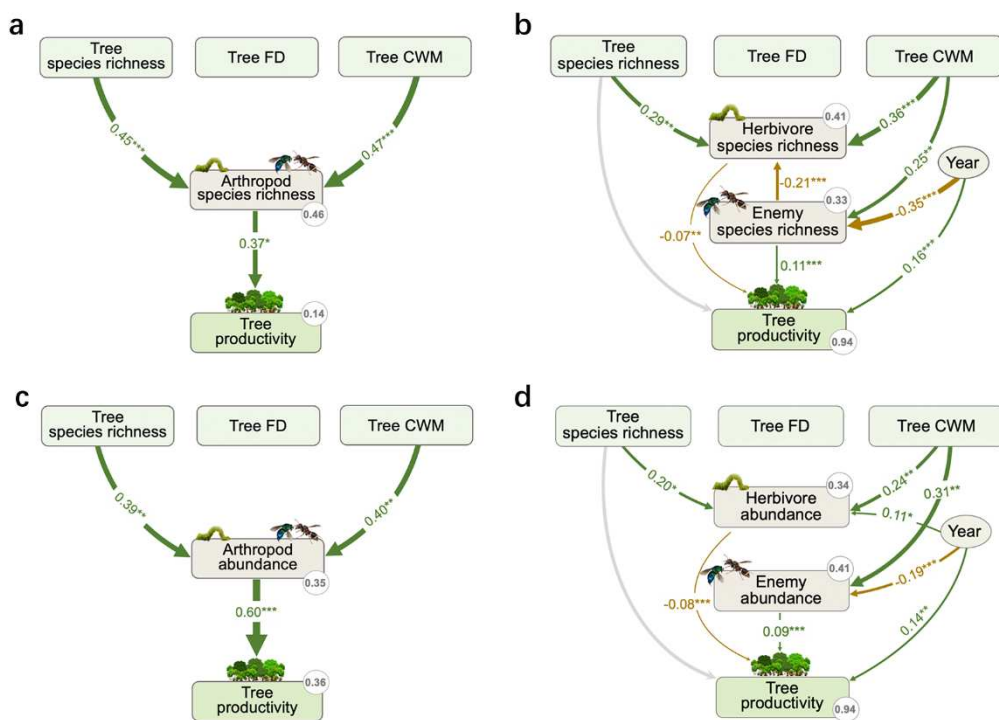 a
Tree
species richness
Tree FD
Tree CWM
0.45***
0.47***
Arthropod
species richness
0.46
0.37*
0.14
Tree
productivity
b
Tree
species richness
Tree FD
Tree CWM
0.41
0.29**
0.36***
Herbivore
species richness
0.25**
Year
-0.21***
0.33
-0.35***
Enemy
species richness
-0.07**
0.11***
0.16***
Tree
productivity
0.94
c
Tree
species richness
Tree FD
Tree CWM
0.39**
0.40**
Arthropod
abundance
0.35
0.60***
0.36
Tree
productivity
d
Tree
species richness
Tree FD
Tree CWM
0.34
0.20*
0.24**
0.31**
Herbivore
abundance
0.11*
Year
0.41
-0.19***
Enemy
abundance
-0.08***
0.09***
0.14**
Tree
productivity
0.94